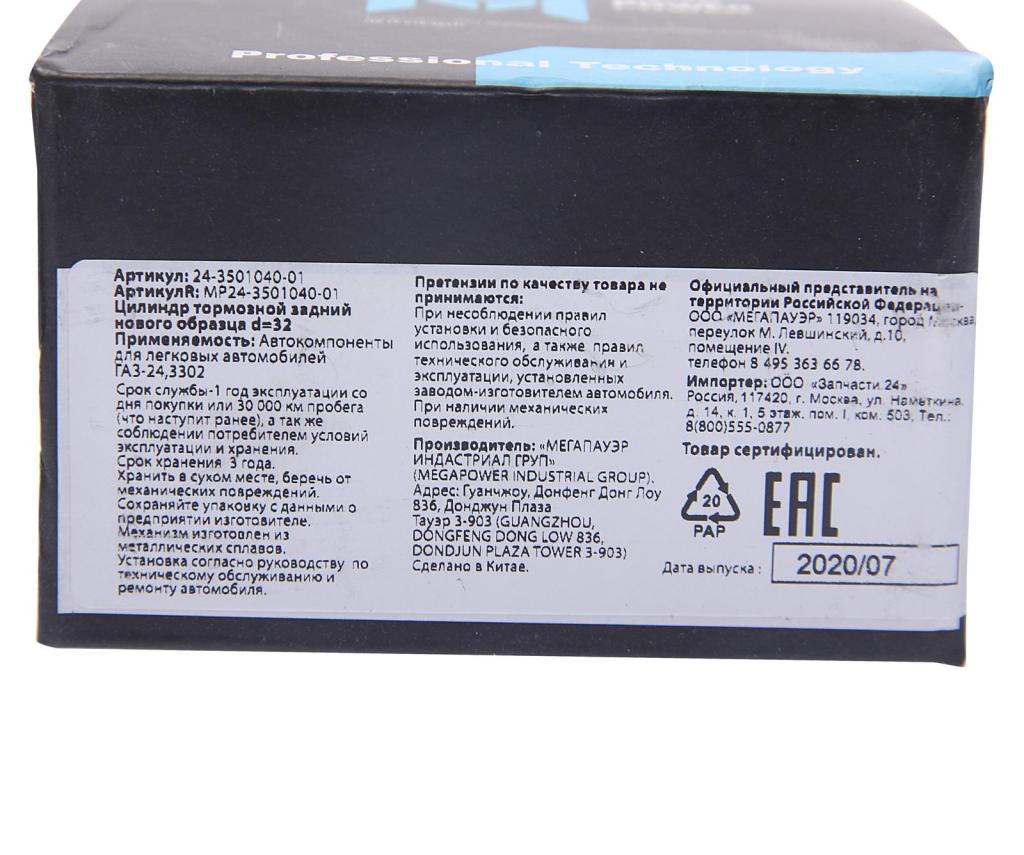 POWER
Professional Technology
Артикул: 24-3501040-01
АртикулR: MP24-3501040-01
Цилиндр тормозной задний
нового образца d=32
Применяемость: Автокомпоненты
для легковых автомобилей
ГАЗ-24,3302
Срок службы-1 год эксплуатации со
дня покупки или 30 000 км пробега
(что наступит ранее), а так же
соблюдении потребителем условий
эксплуатации и хранения.
Срок хранения 3 года.
Хранить в сухом месте, беречь от
механических повреждений.
Сохраняйте упаковку с данными о
предприятии изготовителе.
Механизм изготовлен из
металлических сплавов.
Установка согласно руководству по
техническому обслуживанию и
ремонту автомобиля.
Претензии по качеству товара не
принимаются:
При несоблюдении правил
установки и безопасного
использования, а также правил
технического обслуживания и
эксплуатации, установленных
заводом-изготовителем автомобиля.
При наличии механических
повреждений.
Производитель: «МЕГАПАУЭР
ИНДАСТРИАЛ ГРУП»
(MEGAPOWER INDUSTRIAL GROUP).
Адрес: Гуанчжоу, Донфенг Донг Лоу
836, Донджун Плаза
Тауэр 3-903 (GUANGZHOU,
DONGFENG DONG LOW 836,
DONDJUN PLAZA TOWER 3-903)
Сделано в Китае.
Официальный представитель на
территории Российской
ООО «МЕГАПАУЭР» 119034, город
переулок М. Левшинский, д.10,
помещение IV.
телефон 8 495 363 66 78.
Импортер: ООО «Запчасти 24»
Россия, 117420, г. Москва, ул. Наметкина,
д. 14, к. 1, 5 этаж. пом. I, ком. 503, Тел.:
8(800)555-0877
Товар сертифицирован.
20
PAP
EAC
Дата выпуска : 2020/07